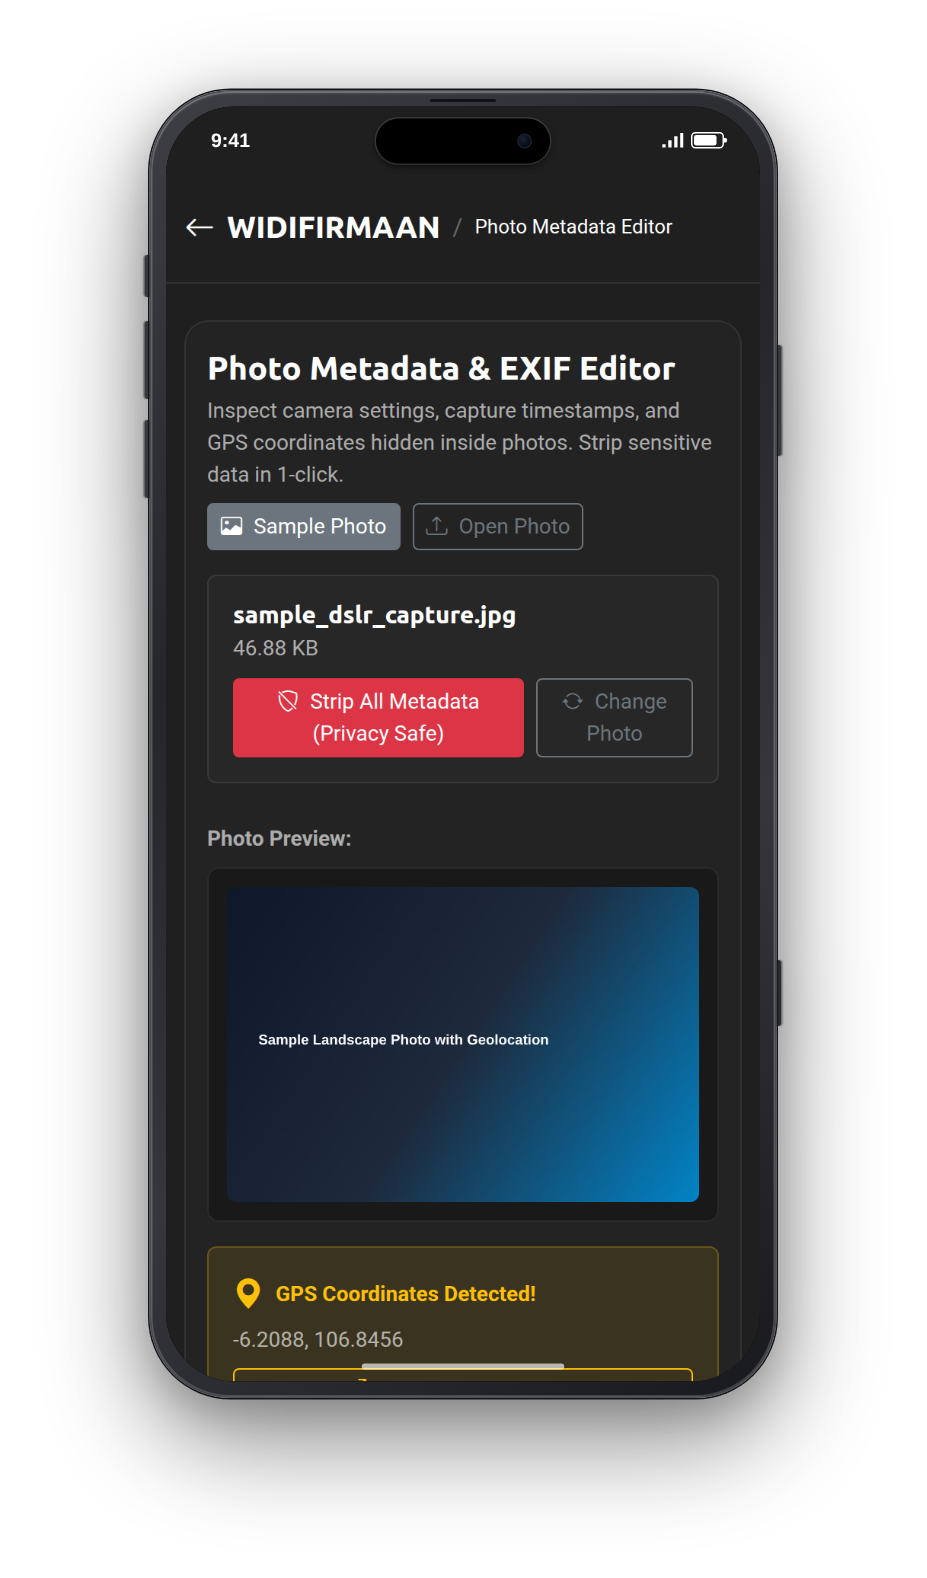 9:41
WIDIFIRMAAN / Photo Metadata Editor
Photo Metadata & EXIF Editor
Inspect camera settings, capture timestamps, and
GPS coordinates hidden inside photos. Strip sensitive
data in 1-click.
Sample Photo Open Photo
sample_dslr_capture.jpg
46.88 KB
Strip All Metadata
(Privacy Safe)
Change
Photo
Photo Preview:
Sample Landscape Photo with Geolocation
GPS Coordinates Detected!
-6.2088, 106.8456